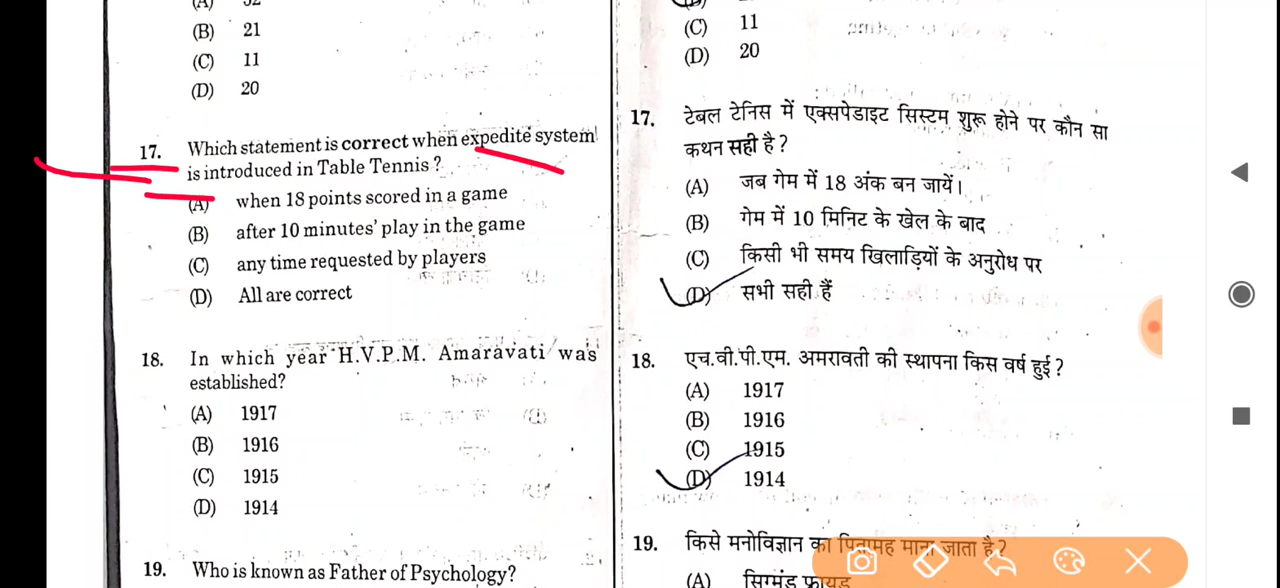 (A) 32
(B) 21
(C) 11
(D) 20
17. Which statement is correct when expedite system
is introduced in Table Tennis ?
(A) when 18 points scored in a game
(B) after 10 minutes' play in the game
(C) any time requested by players
(D) All are correct
18. In which year H.V.P.M. Amaravati was
established?
(A) 1917
(B) 1916
(C) 1915
(D) 1914
19. Who is known as Father of Psychology?
(C) 11
(D) 20
17. टेबल टेनिस में एक्सपेडाइट सिस्टम शुरू होने पर कौन सा
कथन सही है ?
(A) जब गेम में 18 अंक बन जायें।
(B) गेम में 10 मिनिट के खेल के बाद
(C) किसी भी समय खिलाड़ियों के अनुरोध पर
(D) सभी सही हैं
18. एच.वी.पी.एम. अमरावती की स्थापना किस वर्ष हुई ?
(A) 1917
(B) 1916
(C) 1915
(D) 1914
19. किसे मनोविज्ञान का पितामह माना जाता है ?
(A) सिग्मंड फ्रायड